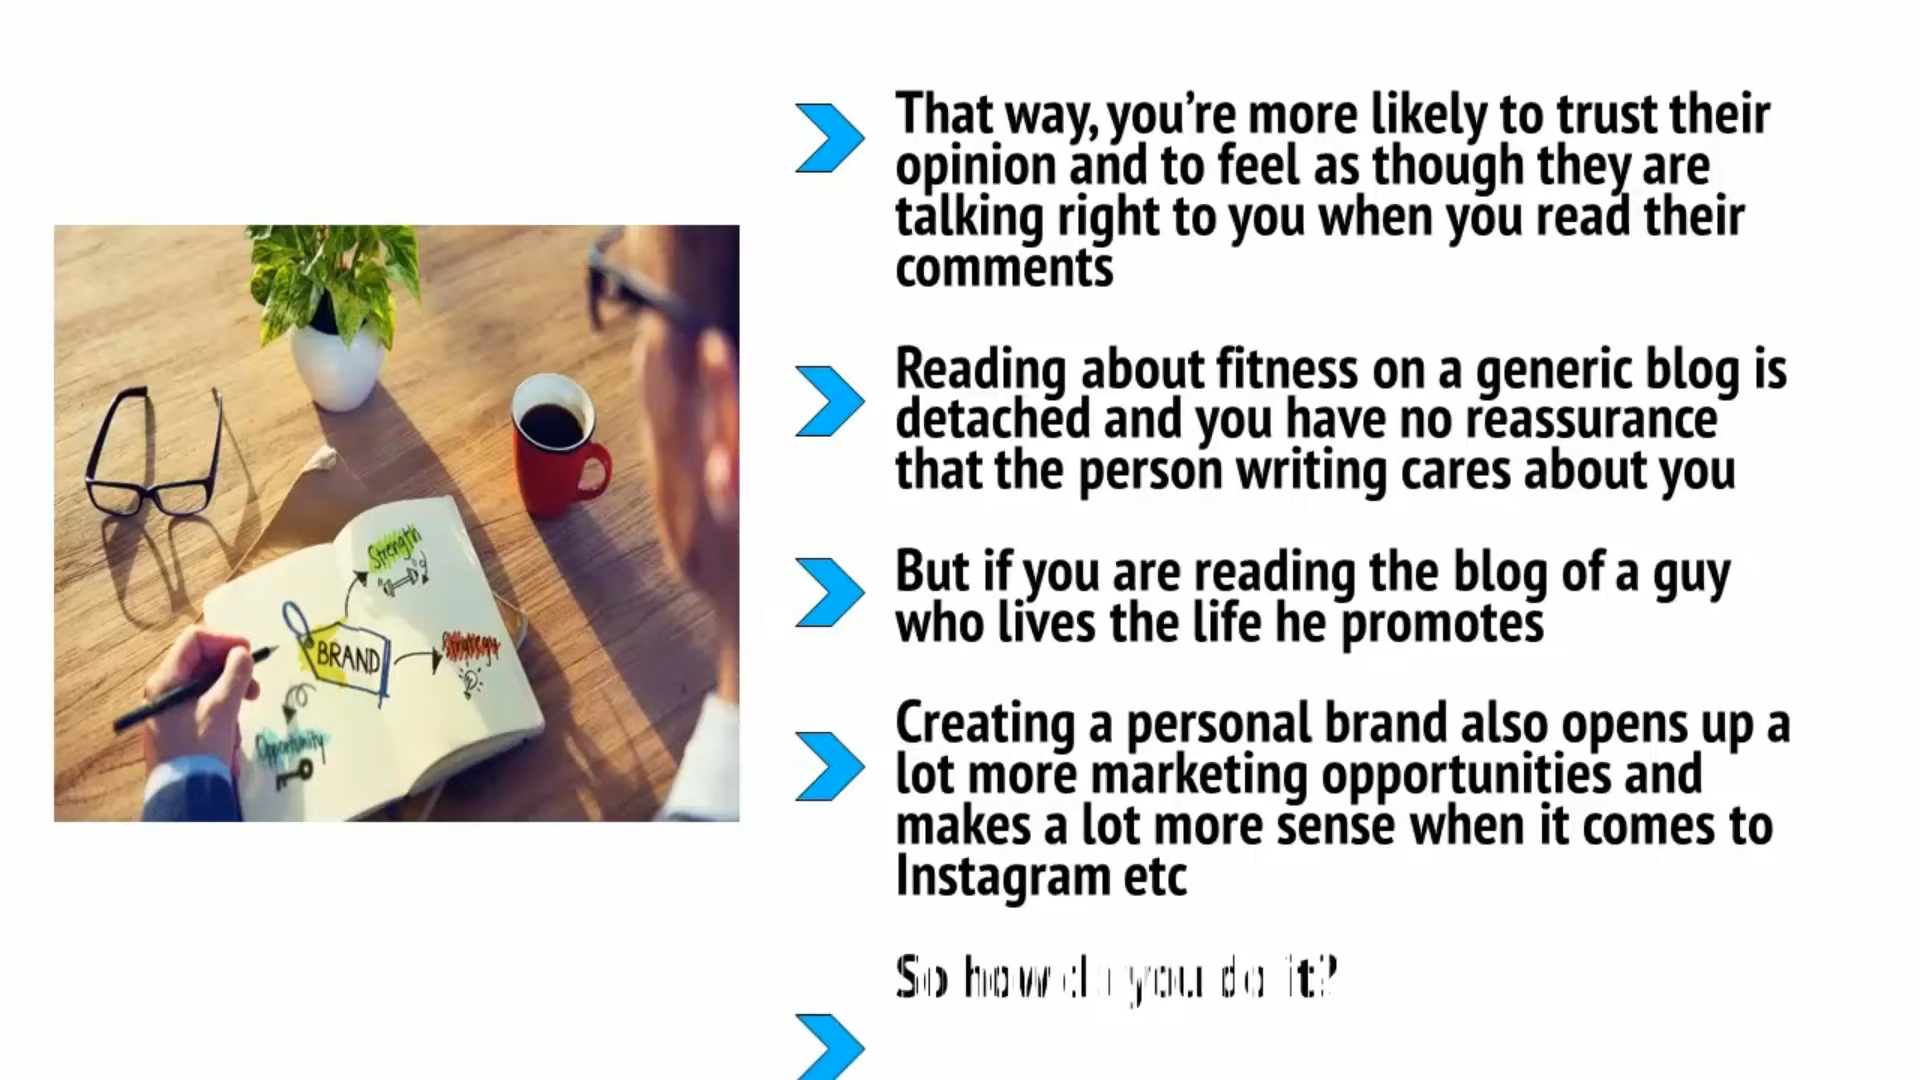 That way, you’re more likely to trust their
opinion and to feel as though they are
talking right to you when you read their
comments
Reading about fitness on a generic blog is
detached and you have no reassurance
that the person writing cares about you
But if you are reading the blog of a guy
who lives the life he promotes
Creating a personal brand also opens up a
lot more marketing opportunities and
makes a lot more sense when it comes to
Instagram etc
So how do you do it?
Strength
BRAND
Opportunity